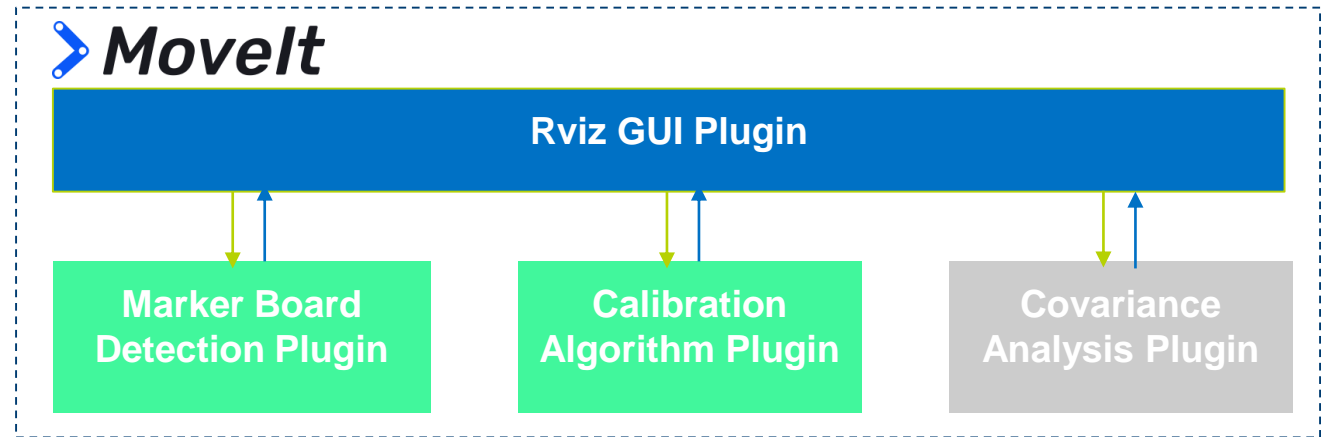 MoveIt
Rviz GUI Plugin
Marker Board
Detection Plugin
Calibration
Algorithm Plugin
Covariance
Analysis Plugin